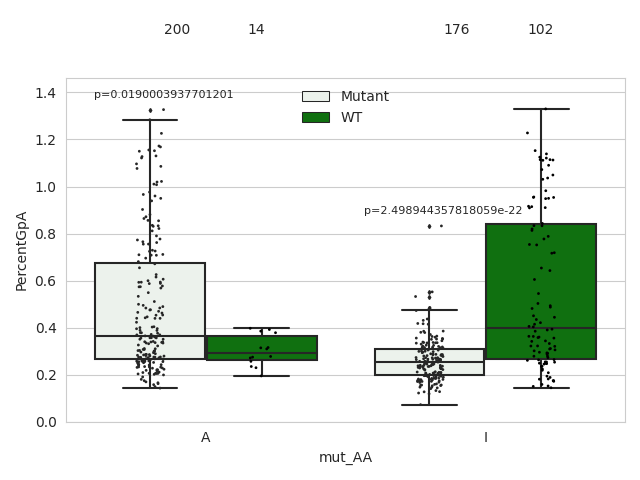 200 14 176 102
p=0.0190003937701201
Mutant
WT
p=2.498944357818059e-22
PercentGpA
1.4
1.2
1.0
0.8
0.6
0.4
0.2
0.0
A I
mut_AA